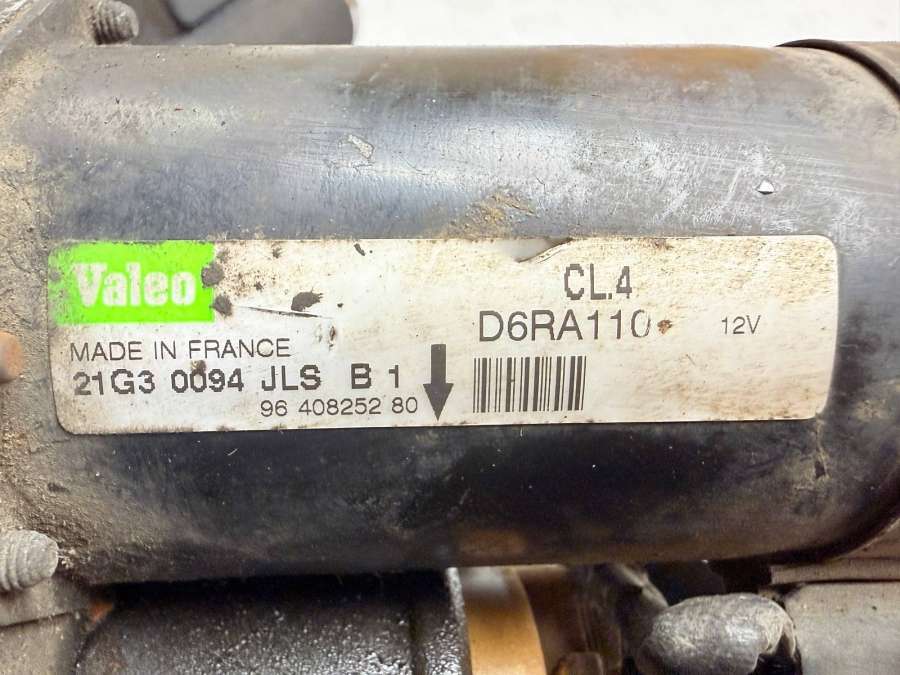 Valeo
CL.4
D6RA110
12V
MADE IN FRANCE
21G3 0094 JLS B 1
96 408252 80